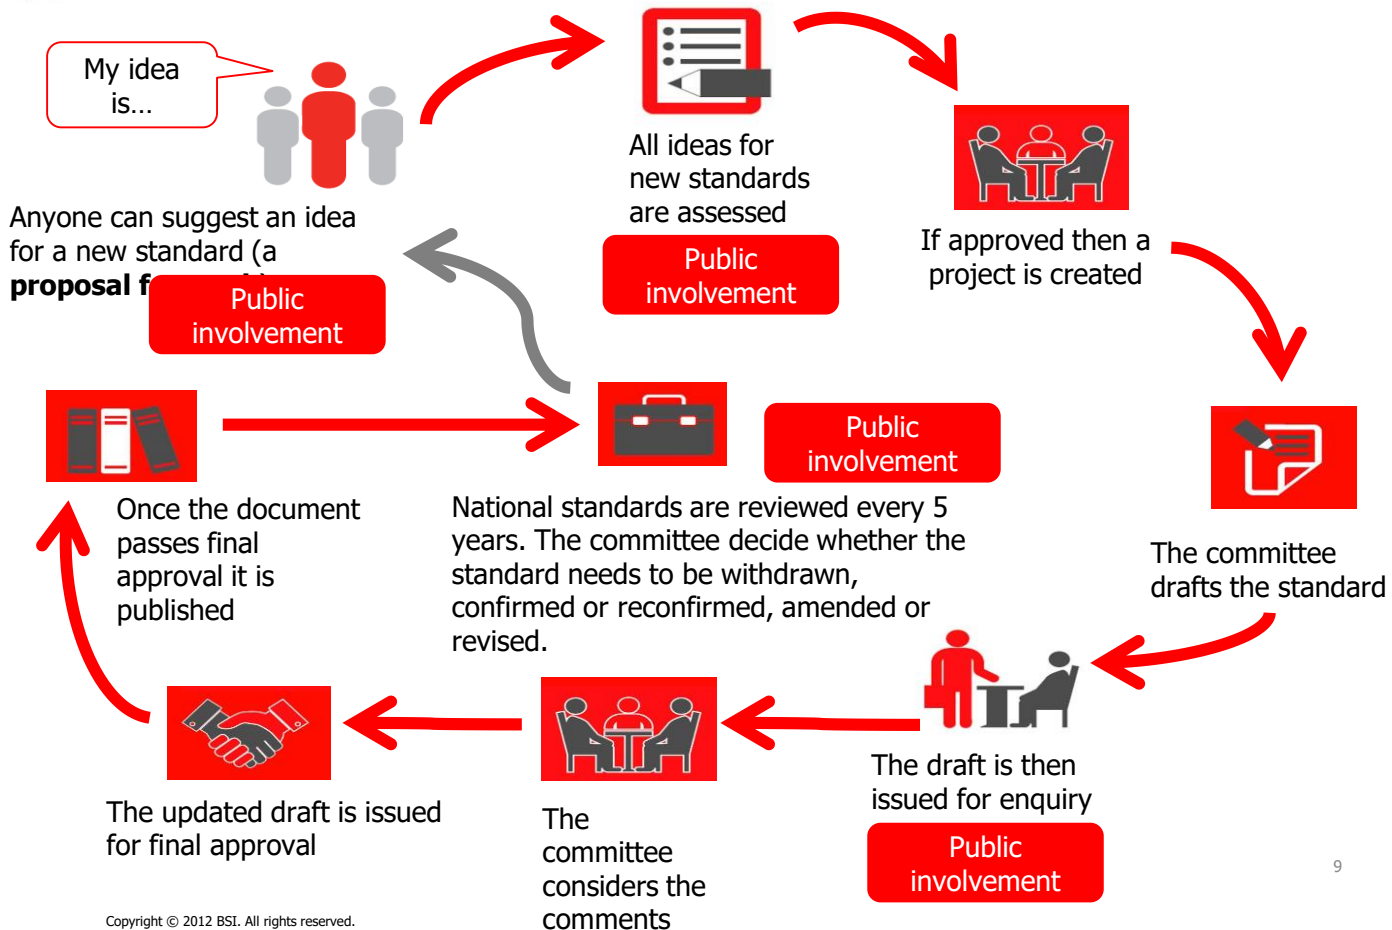 My idea
is...
Anyone can suggest an idea
for a new standard (a
proposal f
Public
involvement
All ideas for
new standards
are assessed
Public
involvement
If approved then a
project is created
The committee
drafts the standard
The draft is then
issued for enquiry
Public
involvement
The
committee
considers the
comments
The updated draft is issued
for final approval
Once the document
passes final
approval it is
published
Public
involvement
National standards are reviewed every 5
years. The committee decide whether the
standard needs to be withdrawn,
confirmed or reconfirmed, amended or
revised.
Copyright © 2012 BSI. All rights reserved.
9